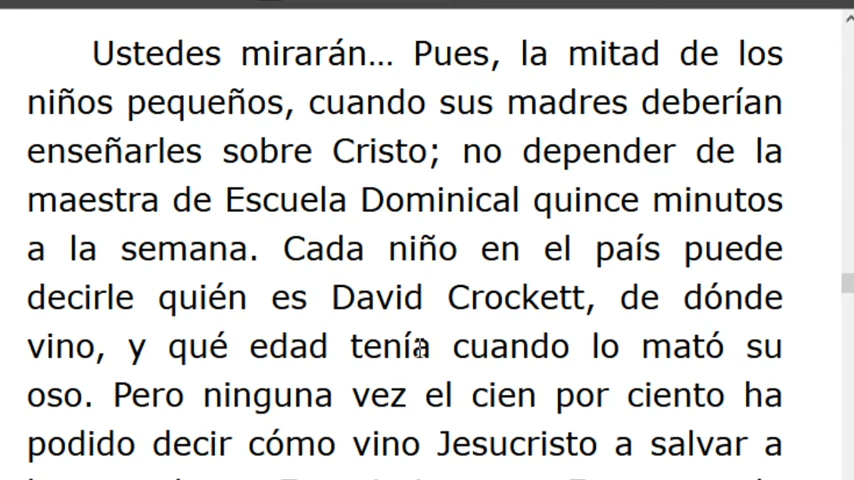 Ustedes mirarán... Pues, la mitad de los
niños pequeños, cuando sus madres deberían
enseñarles sobre Cristo; no depender de la
maestra de Escuela Dominical quince minutos
a la semana. Cada niño en el país puede
decirle quién es David Crockett, de dónde
vino, y qué edad tenía cuando lo mató su
oso. Pero ninguna vez el cien por ciento ha
podido decir cómo vino Jesucristo a salvar a